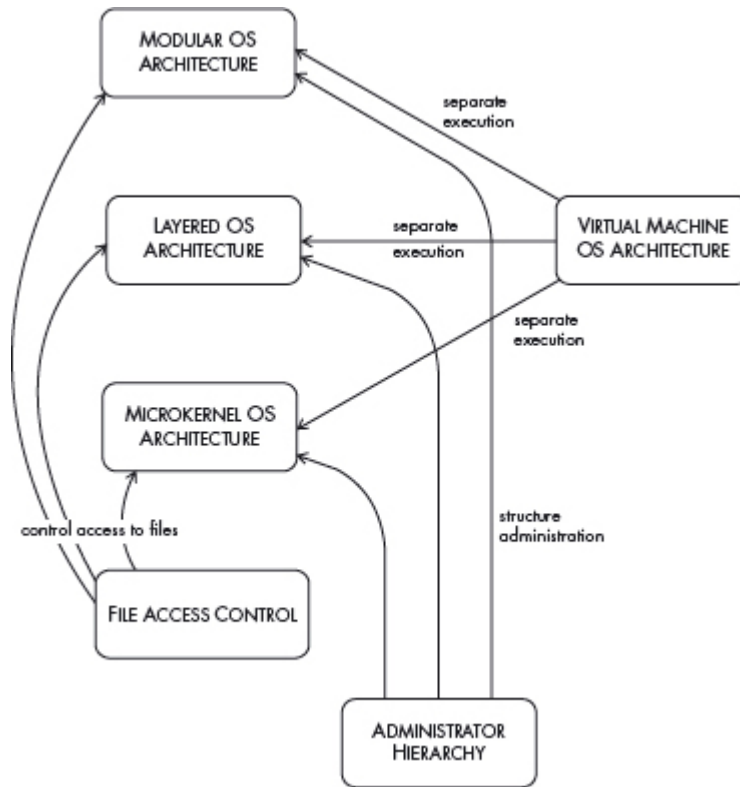 MODULAR OS
ARCHITECTURE
separate
execution
LAYERED OS
ARCHITECTURE
separate
execution
VIRTUAL MACHINE
OS ARCHITECTURE
separate
execution
MICROKERNEL OS
ARCHITECTURE
control access to files
structure
administration
FILE ACCESS CONTROL
ADMINISTRATOR
HIERARCHY